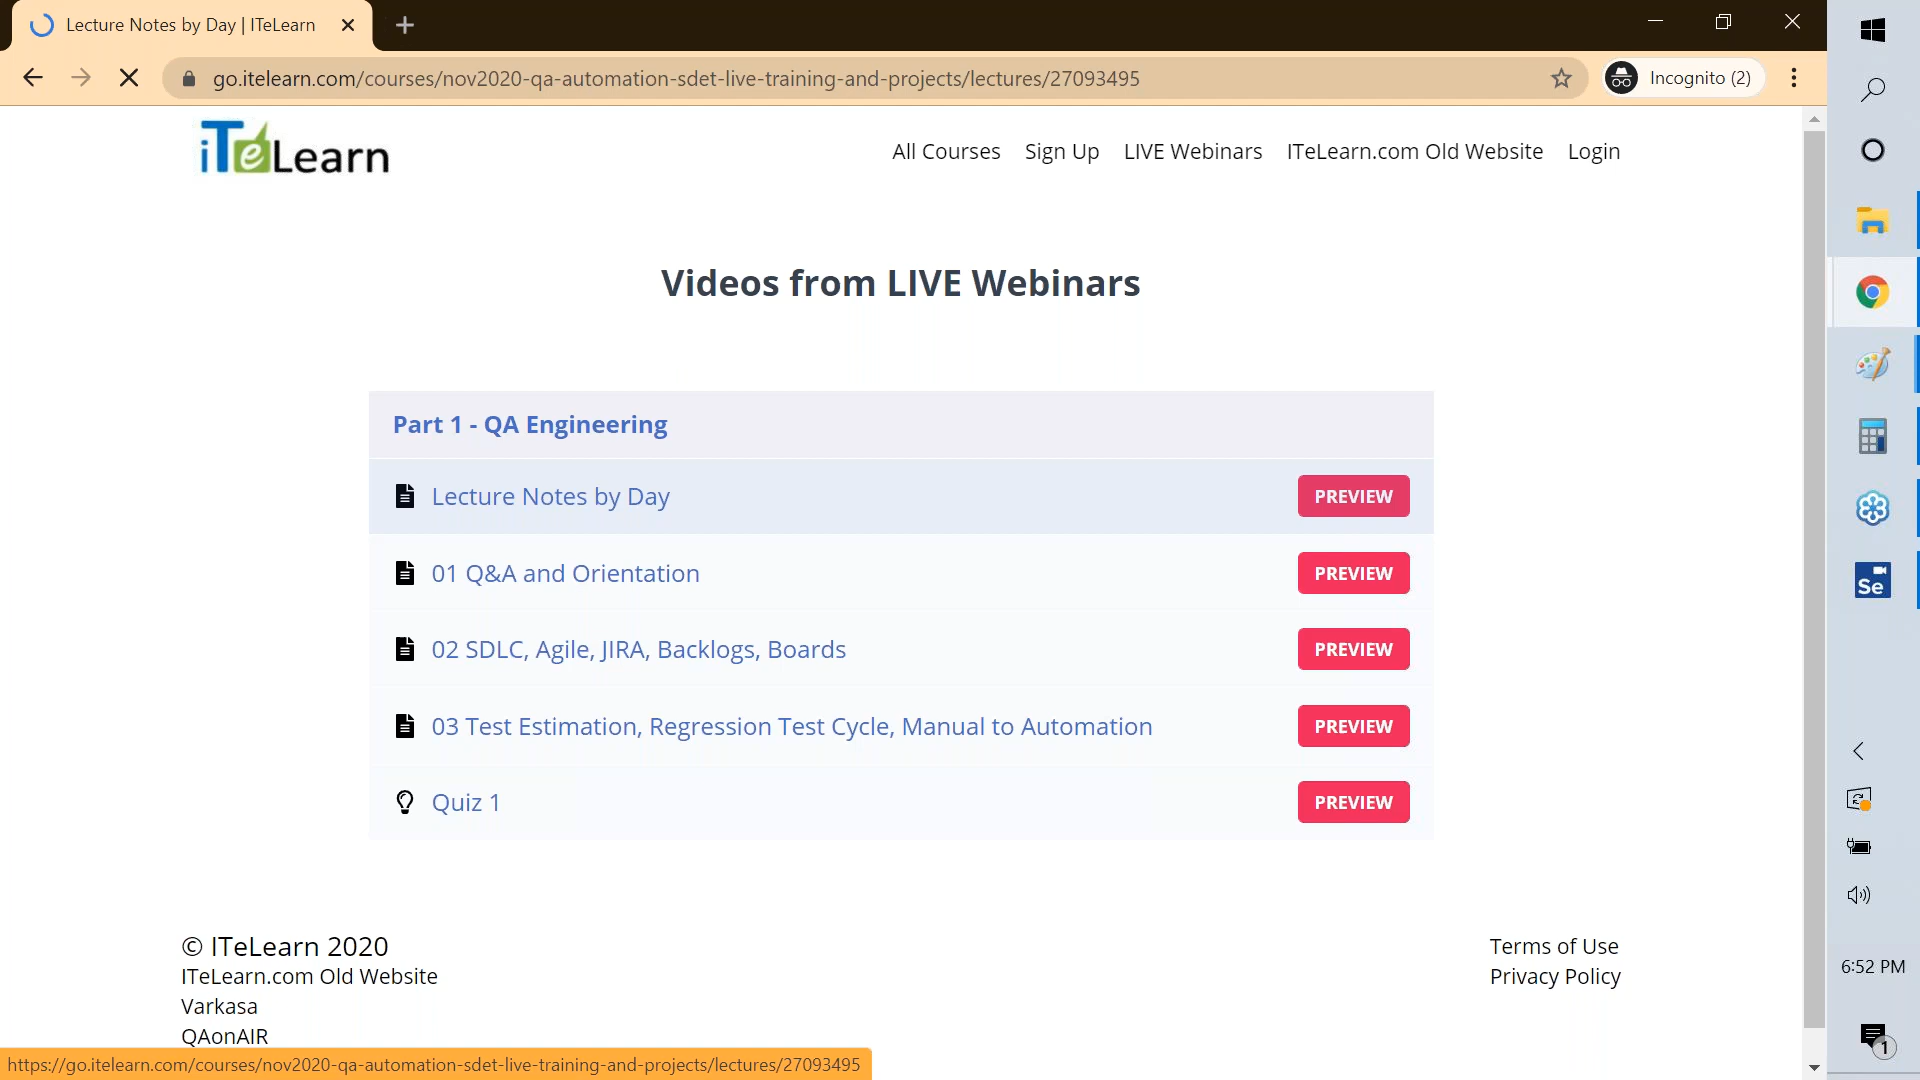 Lecture Notes by Day | ITeLearn
go.itelearn.com/courses/nov2020-qa-automation-sdet-live-training-and-projects/lectures/27093495
Incognito (2)
iTeLearn
All Courses
Sign Up
LIVE Webinars
ITeLearn.com Old Website
Login
Videos from LIVE Webinars
Part 1 - QA Engineering
Lecture Notes by Day
PREVIEW
01 Q&A and Orientation
PREVIEW
02 SDLC, Agile, JIRA, Backlogs, Boards
PREVIEW
03 Test Estimation, Regression Test Cycle, Manual to Automation
PREVIEW
Quiz 1
PREVIEW
© ITeLearn 2020
ITeLearn.com Old Website
Varkasa
QAonAIR
Terms of Use
Privacy Policy
https://go.itelearn.com/courses/nov2020-qa-automation-sdet-live-training-and-projects/lectures/27093495
Se
6:52 PM
1